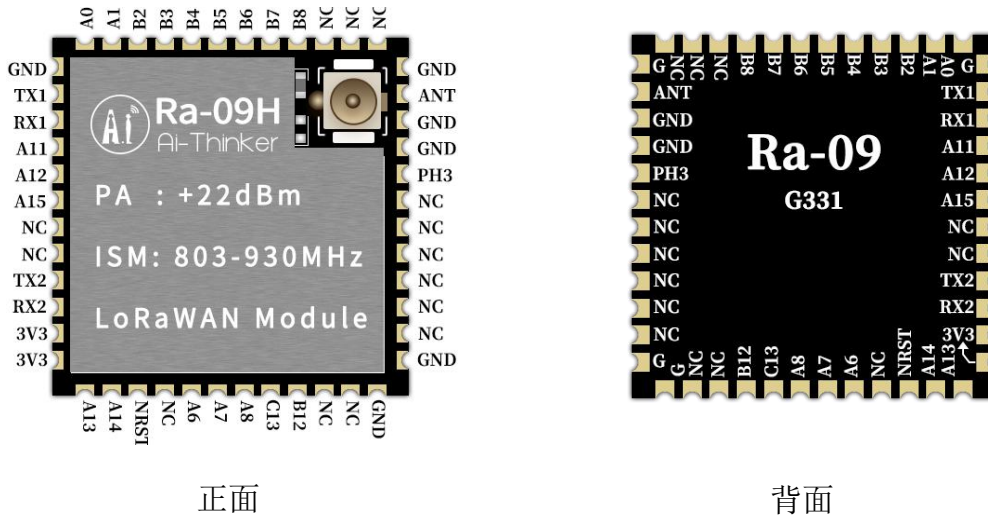 A0 A1 B2 B3 B4 B5 B6 B7 B8 NC NC NC
GND
TX1
RX1
A11
A12
A15
NC
NC
TX2
RX2
3V3
3V3
Ai
Ra-09H
Ai-Thinker
PA : +22dBm
ISM: 803-930MHz
LoRaWAN Module
GND
ANT
GND
GND
PH3
NC
NC
NC
NC
NC
NC
GND
A13 A14 NRST NC A6 A7 A8 C13 B12 NC NC GND
正面
G NC NC NC B8 B7 B6 B5 B4 B3 B2 A1 A0 G
ANT
GND
GND
PH3
NC
NC
NC
NC
NC
NC
G
Ra-09
G331
TX1
RX1
A11
A12
A15
NC
NC
TX2
RX2
3V3
G NC NC B12 C13 A8 A7 A6 NC NRST A14 A13
背面